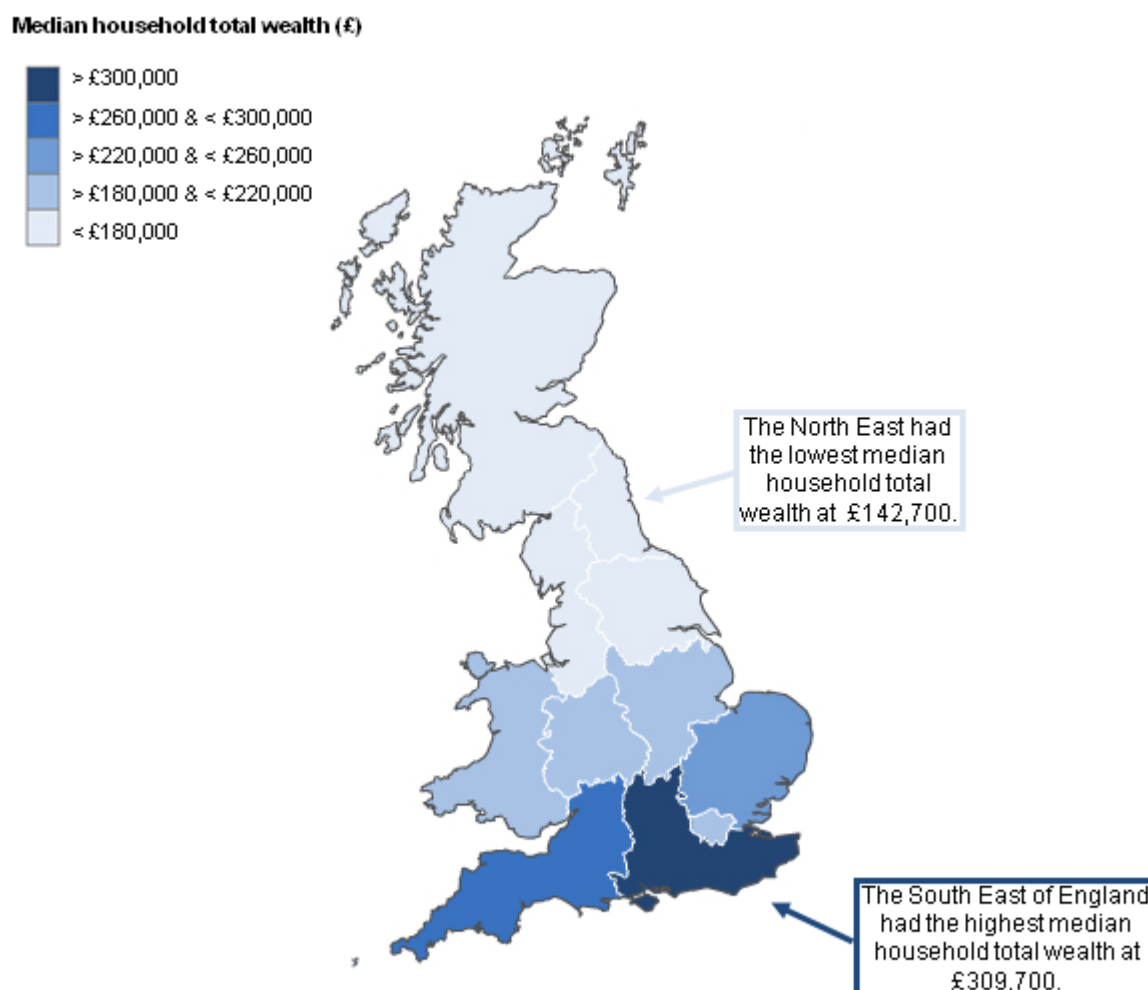 Median household total wealth (£)
> £300,000
> £260,000 & < £300,000
> £220,000 & < £260,000
> £180,000 & < £220,000
< £180,000
The North East had
the lowest median
household total
wealth at £142,700.
The South East of England
had the highest median
household total wealth at
£309,700.